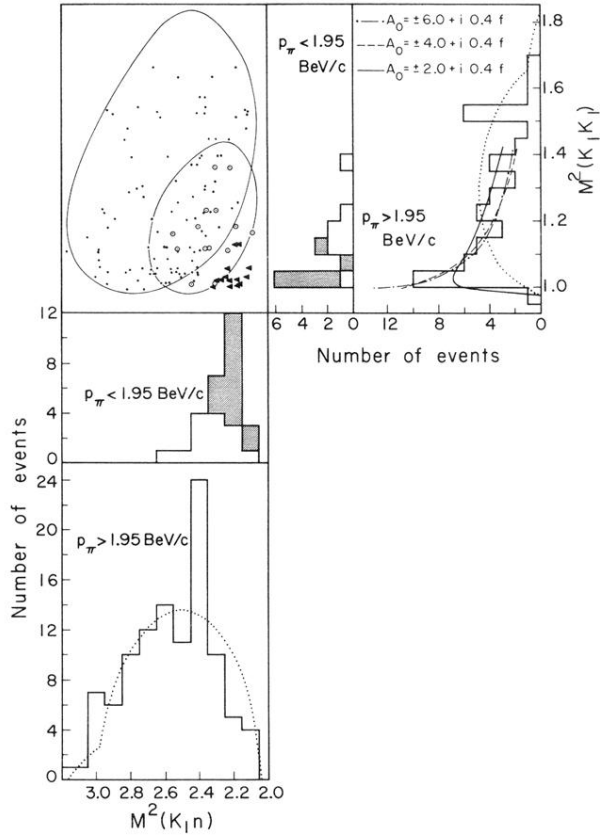 p_π < 1.95
BeV/c
A₀ = ± 6.0 + i 0.4 f
A₀ = ± 4.0 + i 0.4 f
A₀ = ± 2.0 + i 0.4 f
p_π > 1.95
BeV/c
1.8
1.6
1.4
1.2
1.0
M²(K₁K₁)
6 4 2 0
12 8 4 0
Number of events
12
8
4
0
p_π < 1.95 BeV/c
Number of events
24
20
16
12
8
4
0
p_π > 1.95 BeV/c
3.0 2.8 2.6 2.4 2.2 2.0
M²(K₁n)